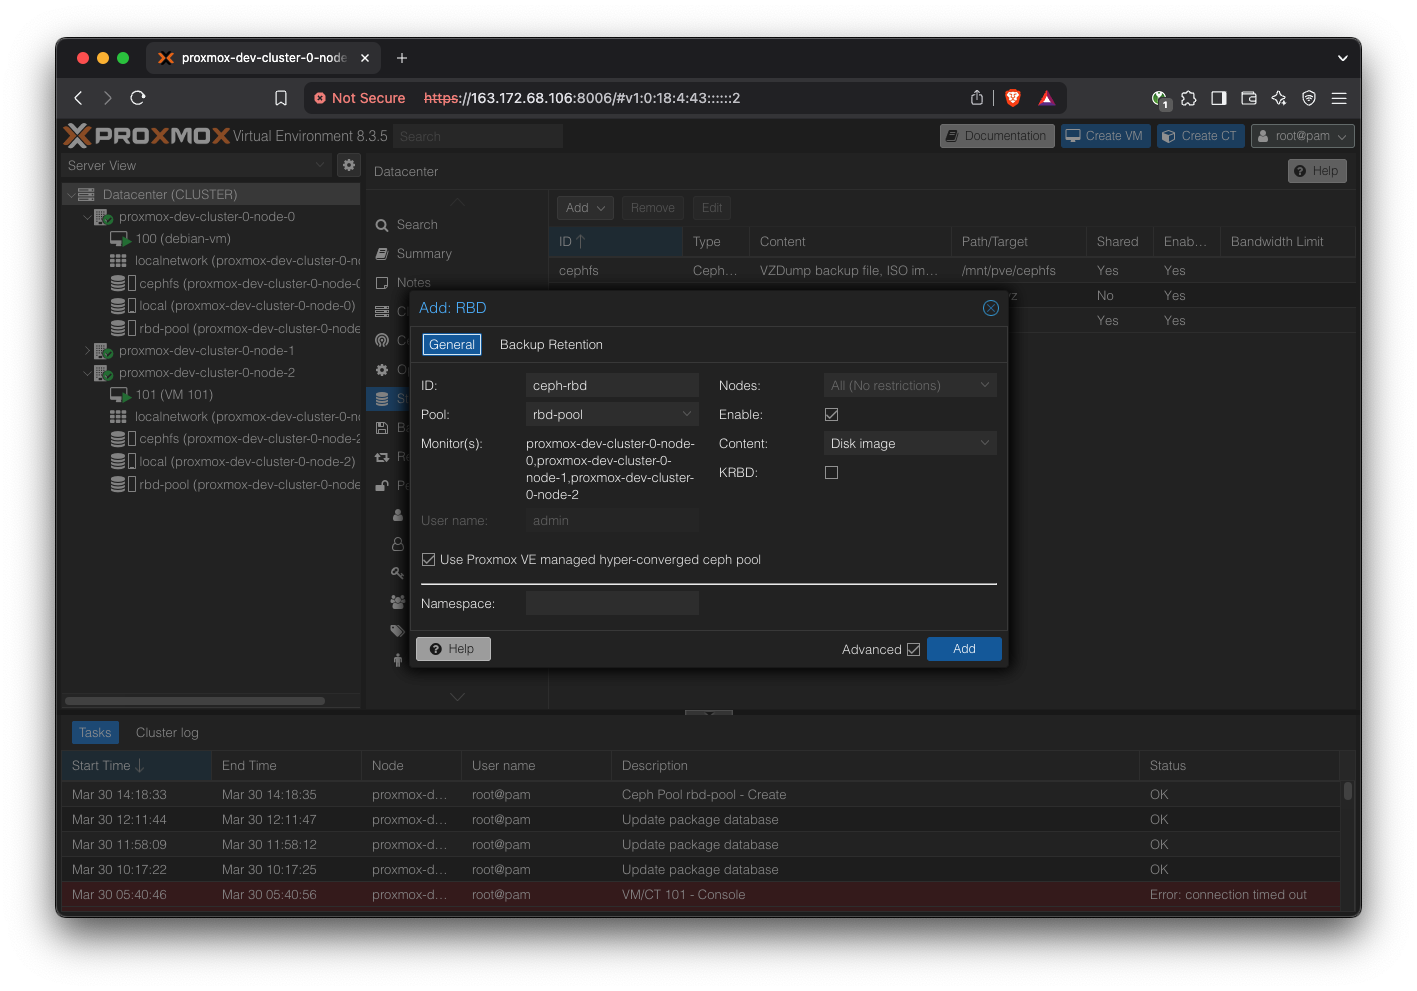 proxmox-dev-cluster-0-node
Not Secure https://163.172.68.106:8006/#v1:0:18:4:43::::::2
1
PROXMOX Virtual Environment 8.3.5 Search
Documentation Create VM Create CT root@pam
Server View
Datacenter Help
Datacenter (CLUSTER)
proxmox-dev-cluster-0-node-0
100 (debian-vm)
localnetwork (proxmox-dev-cluster-0-n
cephfs (proxmox-dev-cluster-0-node-0
local (proxmox-dev-cluster-0-node-0)
rbd-pool (proxmox-dev-cluster-0-node
proxmox-dev-cluster-0-node-1
proxmox-dev-cluster-0-node-2
101 (VM 101)
localnetwork (proxmox-dev-cluster-0-n
cephfs (proxmox-dev-cluster-0-node-2
local (proxmox-dev-cluster-0-node-2)
rbd-pool (proxmox-dev-cluster-0-node
Search
Summary
Notes
Add Remove Edit
ID Type Content Path/Target Shared Enab... Bandwidth Limit
cephfs Ceph... VZDump backup file, ISO im... /mnt/pve/cephfs Yes Yes
No Yes
Yes Yes
Add: RBD
General Backup Retention
ID: ceph-rbd
Pool: rbd-pool
Monitor(s): proxmox-dev-cluster-0-node-
0,proxmox-dev-cluster-0-
node-1,proxmox-dev-cluster-
0-node-2
User name: admin
Nodes: All (No restrictions)
Enable:
Content: Disk image
KRBD:
Use Proxmox VE managed hyper-converged ceph pool
Namespace:
Help Advanced Add
Tasks Cluster log
Start Time End Time Node User name Description Status
Mar 30 14:18:33 Mar 30 14:18:35 proxmox-d... root@pam Ceph Pool rbd-pool - Create OK
Mar 30 12:11:44 Mar 30 12:11:47 proxmox-d... root@pam Update package database OK
Mar 30 11:58:09 Mar 30 11:58:12 proxmox-d... root@pam Update package database OK
Mar 30 10:17:22 Mar 30 10:17:25 proxmox-d... root@pam Update package database OK
Mar 30 05:40:46 Mar 30 05:40:56 proxmox-d... root@pam VM/CT 101 - Console Error: connection timed out